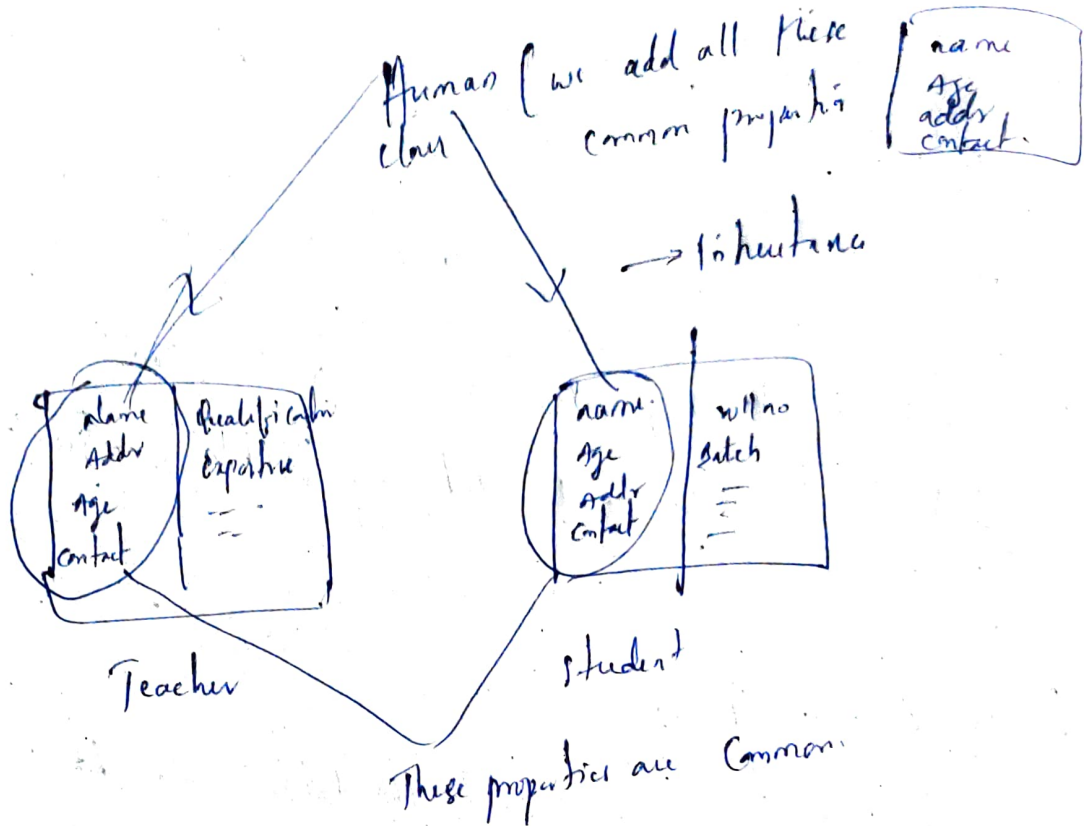 Human (we add all these
class
common properties
name
Age
addr
contact.
→ Inheritance
Name
Addr
Age
contact
Qualification
Expertise
name.
Age
Addr
Contact
roll no
Batch
Teacher
Student
These properties are Common.